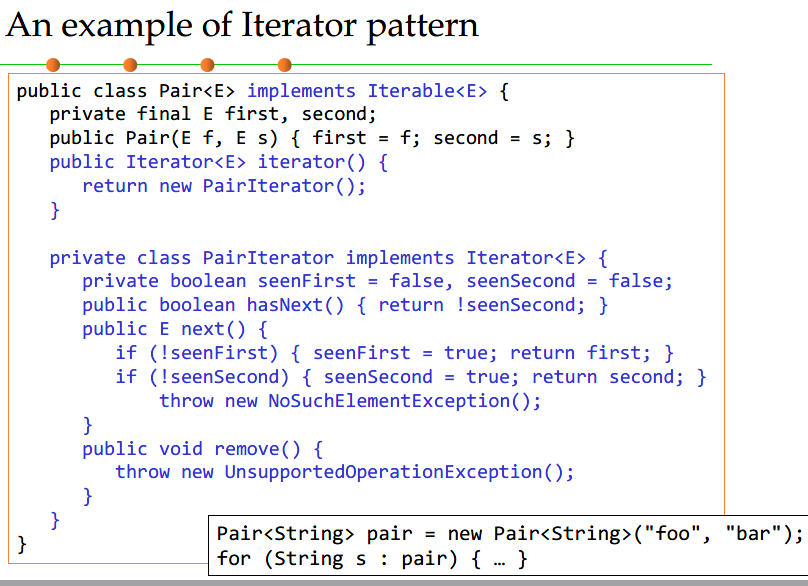 An example of Iterator pattern
public class Pair<E> implements Iterable<E> {
   private final E first, second;
   public Pair(E f, E s) { first = f; second = s; }
   public Iterator<E> iterator() {
      return new PairIterator();
   }
   private class PairIterator implements Iterator<E> {
      private boolean seenFirst = false, seenSecond = false;
      public boolean hasNext() { return !seenSecond; }
      public E next() {
         if (!seenFirst) { seenFirst = true; return first; }
         if (!seenSecond) { seenSecond = true; return second; }
             throw new NoSuchElementException();
      }
      public void remove() {
         throw new UnsupportedOperationException();
      }
   }
}
Pair<String> pair = new Pair<String>("foo", "bar");
for (String s : pair) { … }